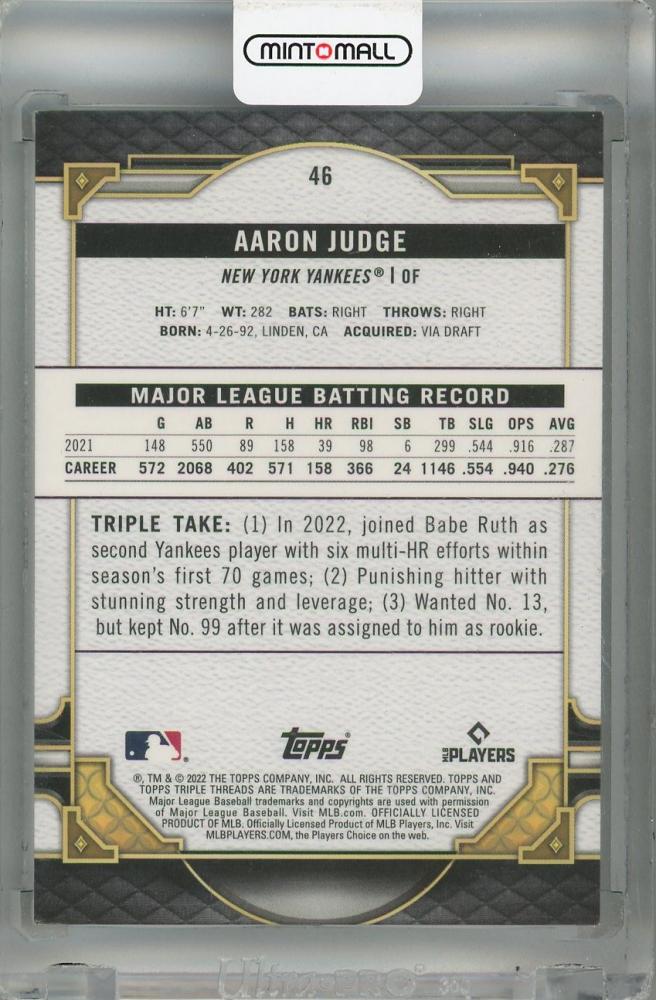 MINTOMALL
46
AARON JUDGE
NEW YORK YANKEES® | OF
HT: 6'7" WT: 282 BATS: RIGHT THROWS: RIGHT
BORN: 4-26-92, LINDEN, CA ACQUIRED: VIA DRAFT
MAJOR LEAGUE BATTING RECORD
G AB R H HR RBI SB TB SLG OPS AVG
2021 148 550 89 158 39 98 6 299 .544 .916 .287
CAREER 572 2068 402 571 158 366 24 1146 .554 .940 .276
TRIPLE TAKE: (1) In 2022, joined Babe Ruth as
second Yankees player with six multi-HR efforts within
season's first 70 games; (2) Punishing hitter with
stunning strength and leverage; (3) Wanted No. 13,
but kept No. 99 after it was assigned to him as rookie.
® Topps® MLB PLAYERS
®, TM & © 2022 THE TOPPS COMPANY, INC. ALL RIGHTS RESERVED. TOPPS AND
TOPPS TRIPLE THREADS ARE TRADEMARKS OF THE TOPPS COMPANY, INC.
Major League Baseball trademarks and copyrights are used with permission
of Major League Baseball. Visit MLB.com. OFFICIALLY LICENSED
PRODUCT OF MLB. Officially Licensed Product of MLB Players, Inc. Visit
MLBPLAYERS.COM, the Players Choice on the web.
Ultra·PRO®